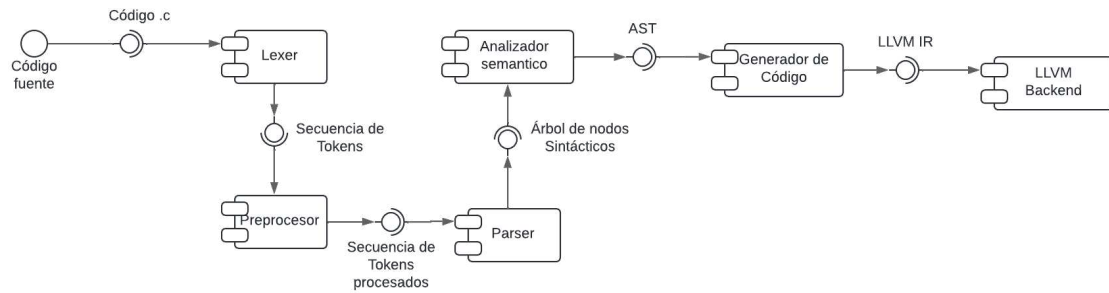 Código .c
Código
fuente
Lexer
Secuencia de
Tokens
Preprocesor
Secuencia de
Tokens
procesados
Parser
Árbol de nodos
Sintácticos
Analizador
semantico
AST
Generador de
Código
LLVM IR
LLVM
Backend